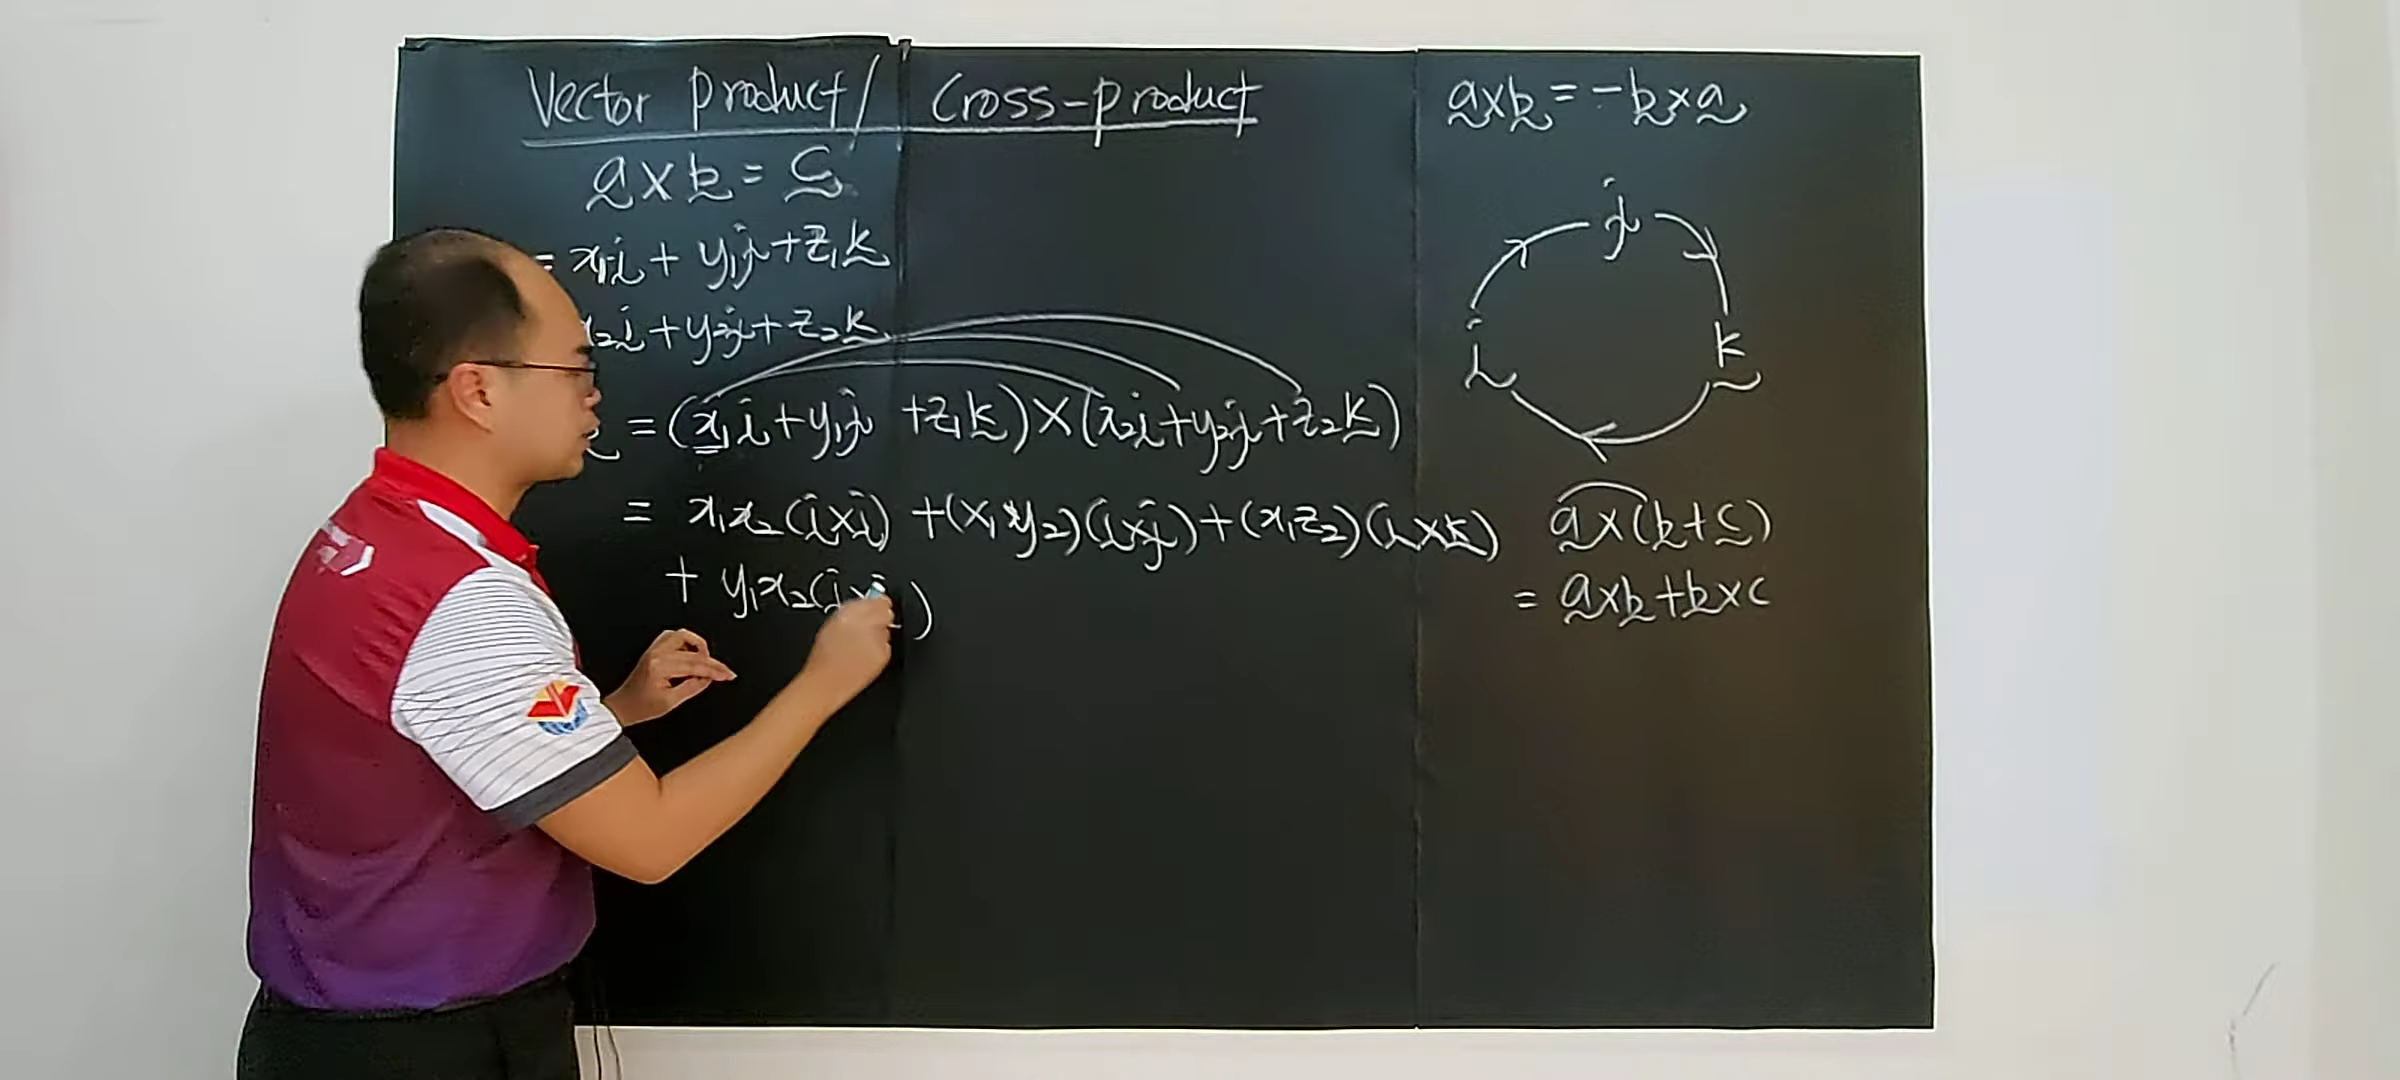 Vector product / Cross-product
a × b = c
= x₁i + y₁j + z₁k
x₂i + y₂j + z₂k
= (x₁i + y₁j + z₁k) × (x₂i + y₂j + z₂k)
= x₁x₂(i×i) + (x₁y₂)(i×j) + (x₁z₂)(i×k)
+ y₁x₂(j× )
a×b = -b×a
j
i
k
a×(b+c)
= a×b+b×c